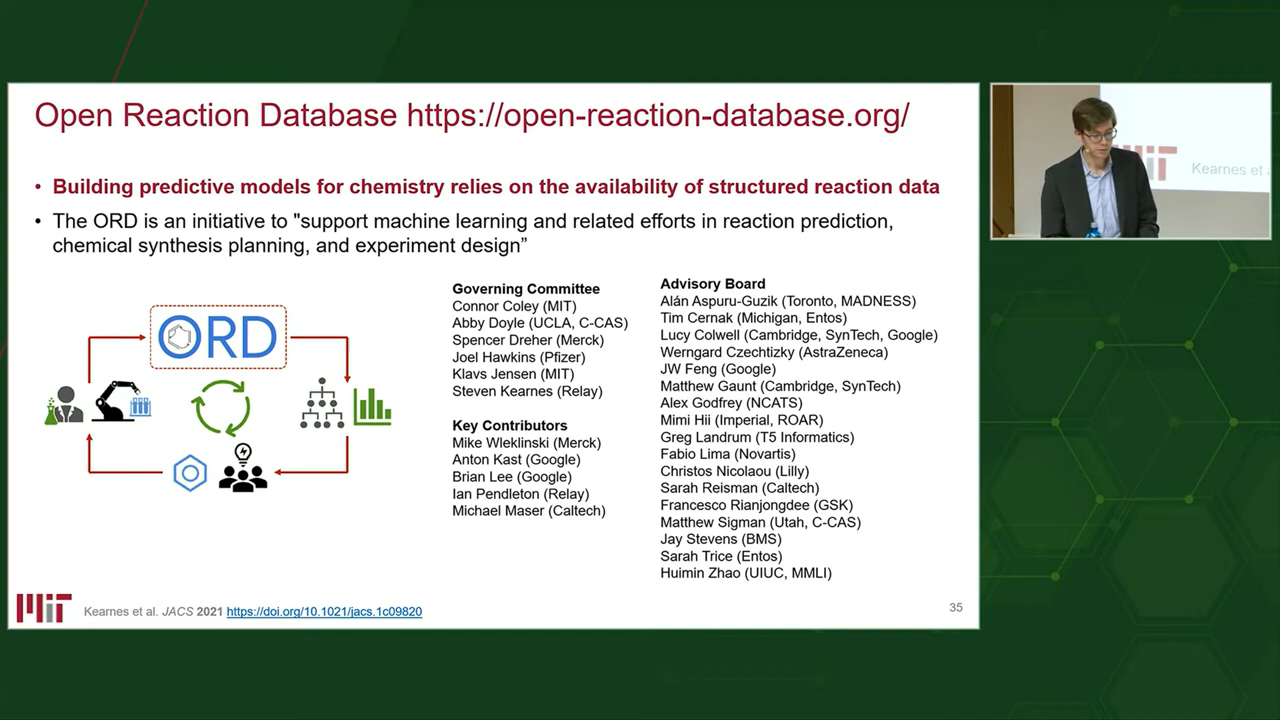 Open Reaction Database https://open-reaction-database.org/
• Building predictive models for chemistry relies on the availability of structured reaction data
• The ORD is an initiative to "support machine learning and related efforts in reaction prediction,
chemical synthesis planning, and experiment design”
ORD
Governing Committee
Connor Coley (MIT)
Abby Doyle (UCLA, C-CAS)
Spencer Dreher (Merck)
Joel Hawkins (Pfizer)
Klavs Jensen (MIT)
Steven Kearnes (Relay)
Key Contributors
Mike Wleklinski (Merck)
Anton Kast (Google)
Brian Lee (Google)
Ian Pendleton (Relay)
Michael Maser (Caltech)
Advisory Board
Alán Aspuru-Guzik (Toronto, MADNESS)
Tim Cernak (Michigan, Entos)
Lucy Colwell (Cambridge, SynTech, Google)
Werngard Czechtizky (AstraZeneca)
JW Feng (Google)
Matthew Gaunt (Cambridge, SynTech)
Alex Godfrey (NCATS)
Mimi Hii (Imperial, ROAR)
Greg Landrum (T5 Informatics)
Fabio Lima (Novartis)
Christos Nicolaou (Lilly)
Sarah Reisman (Caltech)
Francesco Rianjongdee (GSK)
Matthew Sigman (Utah, C-CAS)
Jay Stevens (BMS)
Sarah Trice (Entos)
Huimin Zhao (UIUC, MMLI)
MIT
Kearnes et al. JACS 2021 https://doi.org/10.1021/jacs.1c09820
35
MIT
Kearnes et a